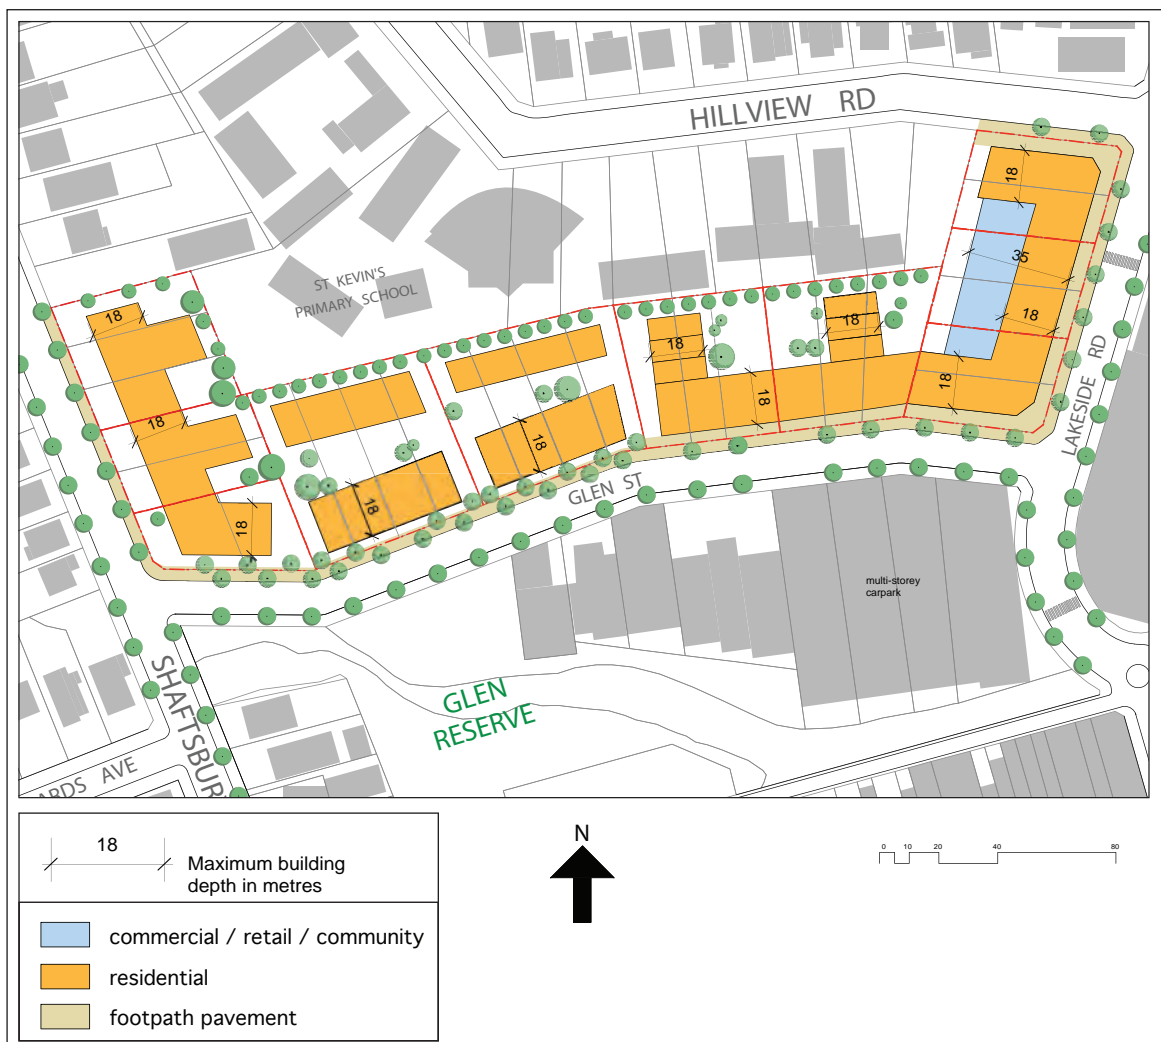 HILLVIEW RD
18
35
18
18
ST KEVIN'S
PRIMARY SCHOOL
18
18
18
18
18
18
18
18
18
LAKESIDE RD
GLEN ST
multi-storey
carpark
SHAFTSBUR
GLEN
RESERVE
ARDS AVE
18
Maximum building
depth in metres
commercial / retail / community
residential
footpath pavement
N
0 10 20 40 80